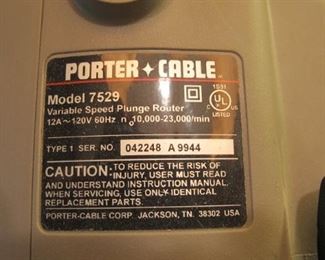 PORTER+CABLE
Model 7529
Variable Speed Plunge Router
12A~120V 60Hz n₀10,000-23,000/min
1S91
UL
LISTED
TYPE 1 SER. NO. 042248 A 9944
CAUTION: TO REDUCE THE RISK OF
INJURY, USER MUST READ
AND UNDERSTAND INSTRUCTION MANUAL.
WHEN SERVICING, USE ONLY IDENTICAL
REPLACEMENT PARTS.
PORTER-CABLE CORP. JACKSON, TN. 38302 USA